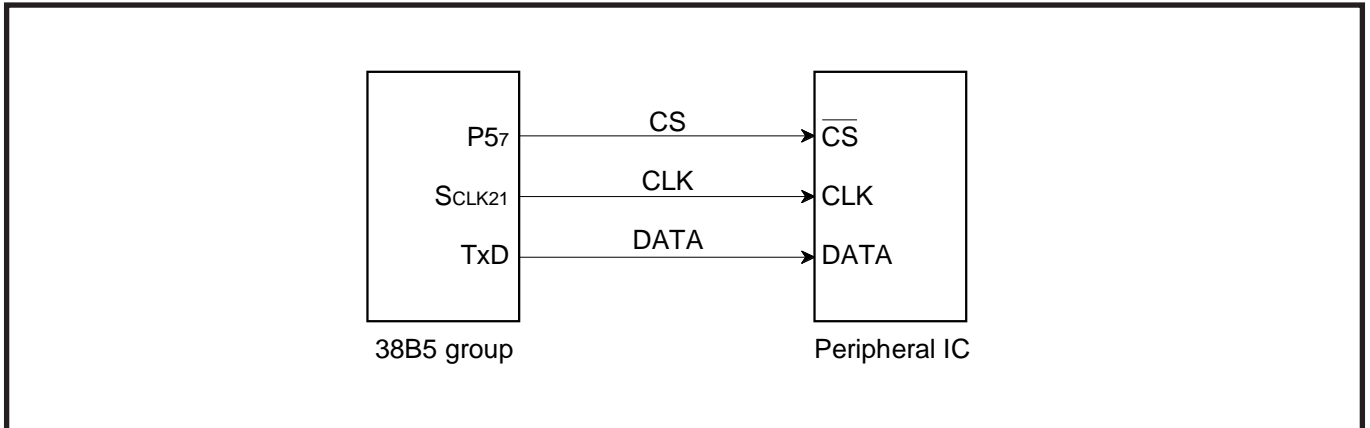 CS
P57 CS
CLK
SCLK21 CLK
DATA
TxD DATA
38B5 group Peripheral IC